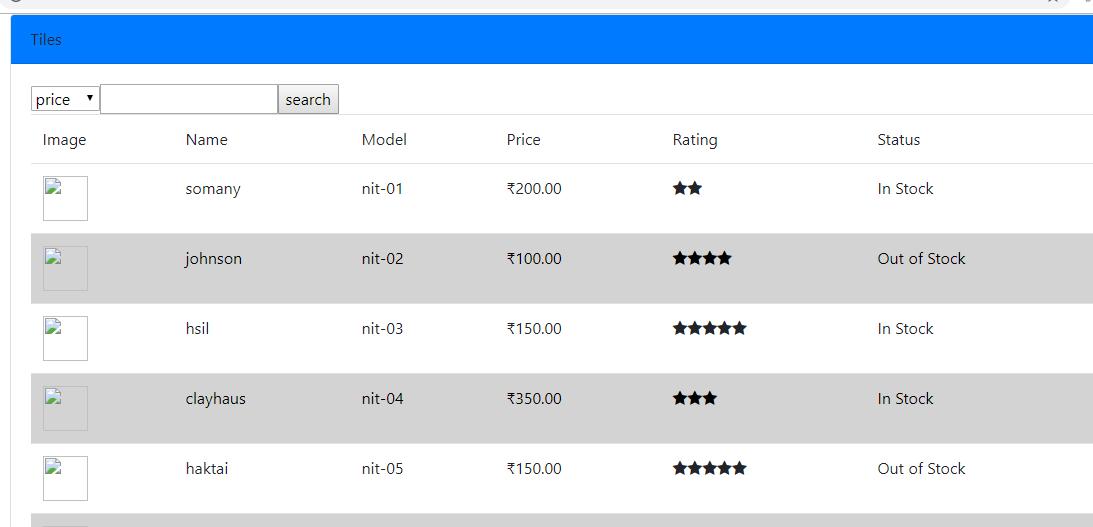 Tiles
price search
Image Name Model Price Rating Status
somany nit-01 ₹200.00 In Stock
johnson nit-02 ₹100.00 Out of Stock
hsil nit-03 ₹150.00 In Stock
clayhaus nit-04 ₹350.00 In Stock
haktai nit-05 ₹150.00 Out of Stock